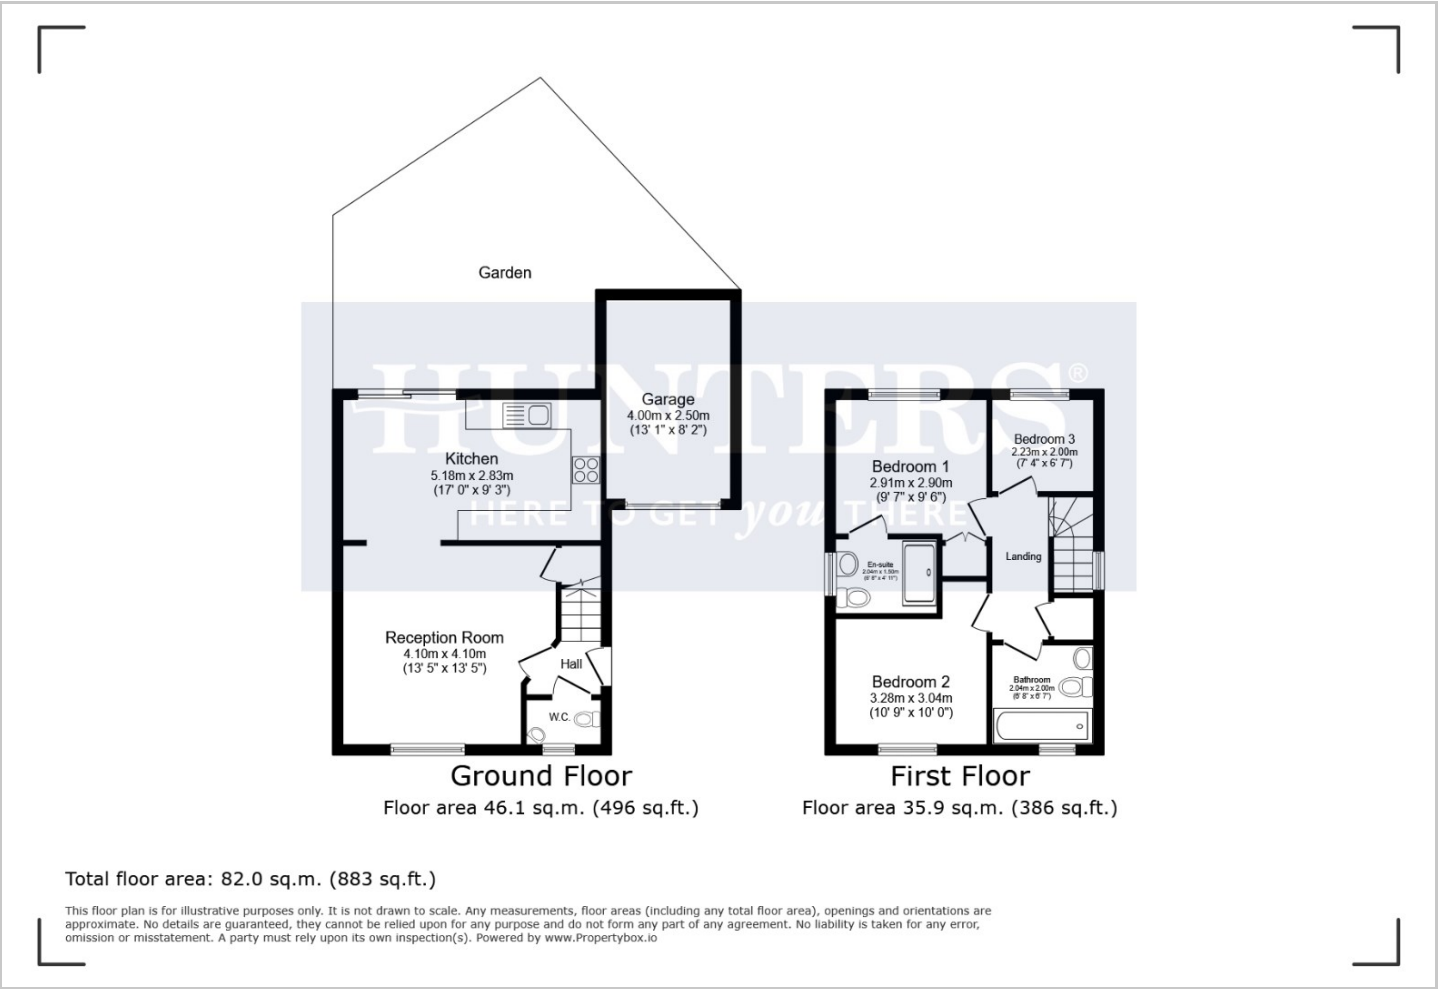 Garden
HUNTERS®
HERE TO GET you THERE
Garage
4.00m x 2.50m
(13' 1" x 8' 2")
Kitchen
5.18m x 2.83m
(17' 0" x 9' 3")
Reception Room
4.10m x 4.10m
(13' 5" x 13' 5")
Hall
W.C.
Ground Floor
Floor area 46.1 sq.m. (496 sq.ft.)
Bedroom 1
2.91m x 2.90m
(9' 7" x 9' 6")
Bedroom 3
2.23m x 2.00m
(7' 4" x 6' 7")
Landing
En-suite
2.04m x 1.50m
(6' 8" x 4' 11")
Bedroom 2
3.28m x 3.04m
(10' 9" x 10' 0")
Bathroom
2.04m x 2.00m
(6' 8" x 6' 7")
First Floor
Floor area 35.9 sq.m. (386 sq.ft.)
Total floor area: 82.0 sq.m. (883 sq.ft.)
This floor plan is for illustrative purposes only. It is not drawn to scale. Any measurements, floor areas (including any total floor area), openings and orientations are
approximate. No details are guaranteed, they cannot be relied upon for any purpose and do not form any part of any agreement. No liability is taken for any error,
omission or misstatement. A party must rely upon its own inspection(s). Powered by www.Propertybox.io